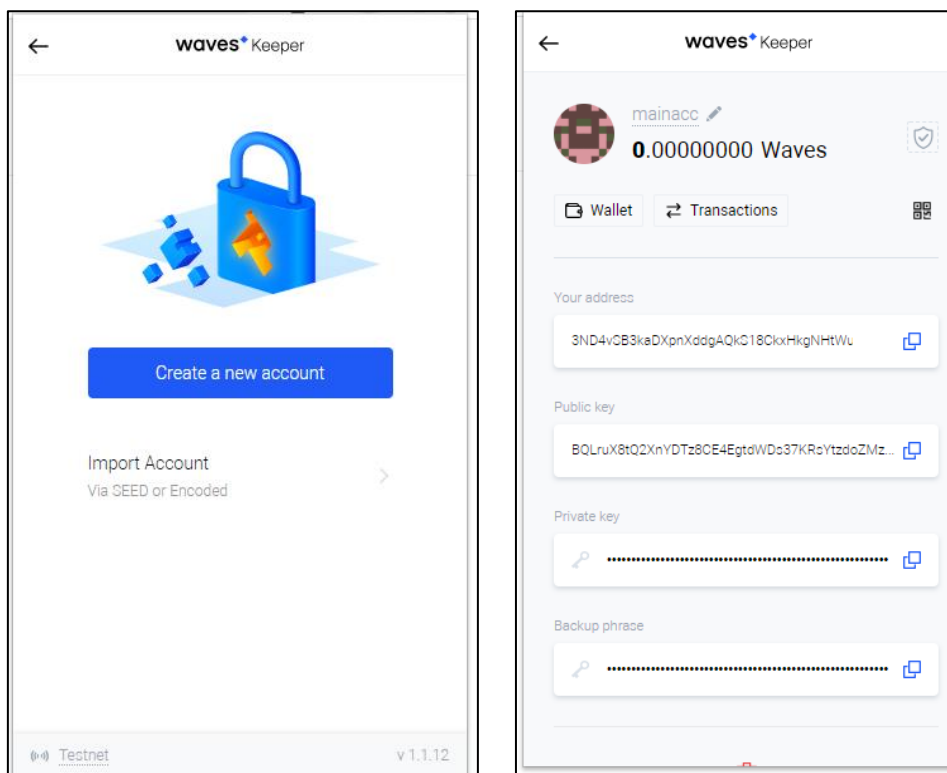 waves Keeper
Create a new account
Import Account
Via SEED or Encoded
Testnet
v 1.1.12
waves Keeper
mainacc
0.00000000 Waves
Wallet
Transactions
Your address
3ND4vSB3kaDXpnXddgAQkS18CkxHkgNHtWu
Public key
BQLruX8tQ2XnYDTz8CE4EgtdWDs37KRsYtzdoZMz...
Private key
Backup phrase